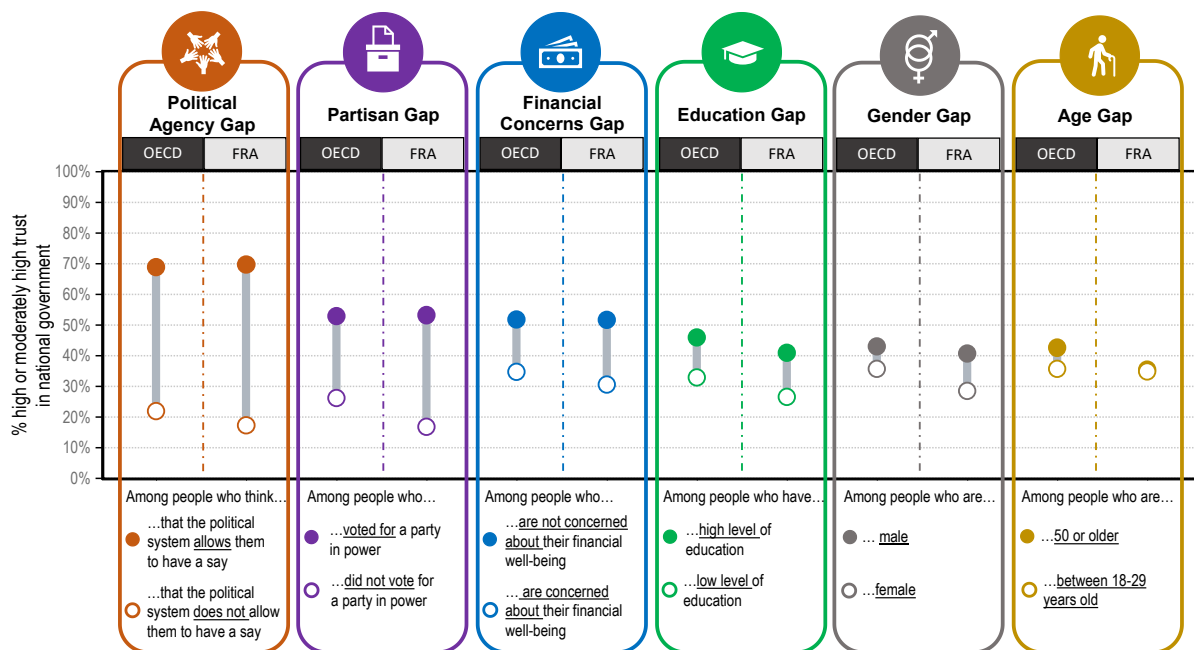 Political
Agency Gap
Partisan Gap
Financial
Concerns Gap
Education Gap
Gender Gap
Age Gap
OECD FRA OECD FRA OECD FRA OECD FRA OECD FRA OECD FRA
% high or moderately high trust
in national government
100%
90%
80%
70%
60%
50%
40%
30%
20%
10%
0%
Among people who think…
…that the political
system allows them
to have a say
…that the political
system does not allow
them to have a say
Among people who…
…voted for a party
in power
…did not vote for
a party in power
Among people who…
…are not concerned
about their financial
well-being
… are concerned
about their financial
well-being
Among people who have…
…high level of
education
…low level of
education
Among people who are…
… male
…female
Among people who are…
…50 or older
…between 18-29
years old